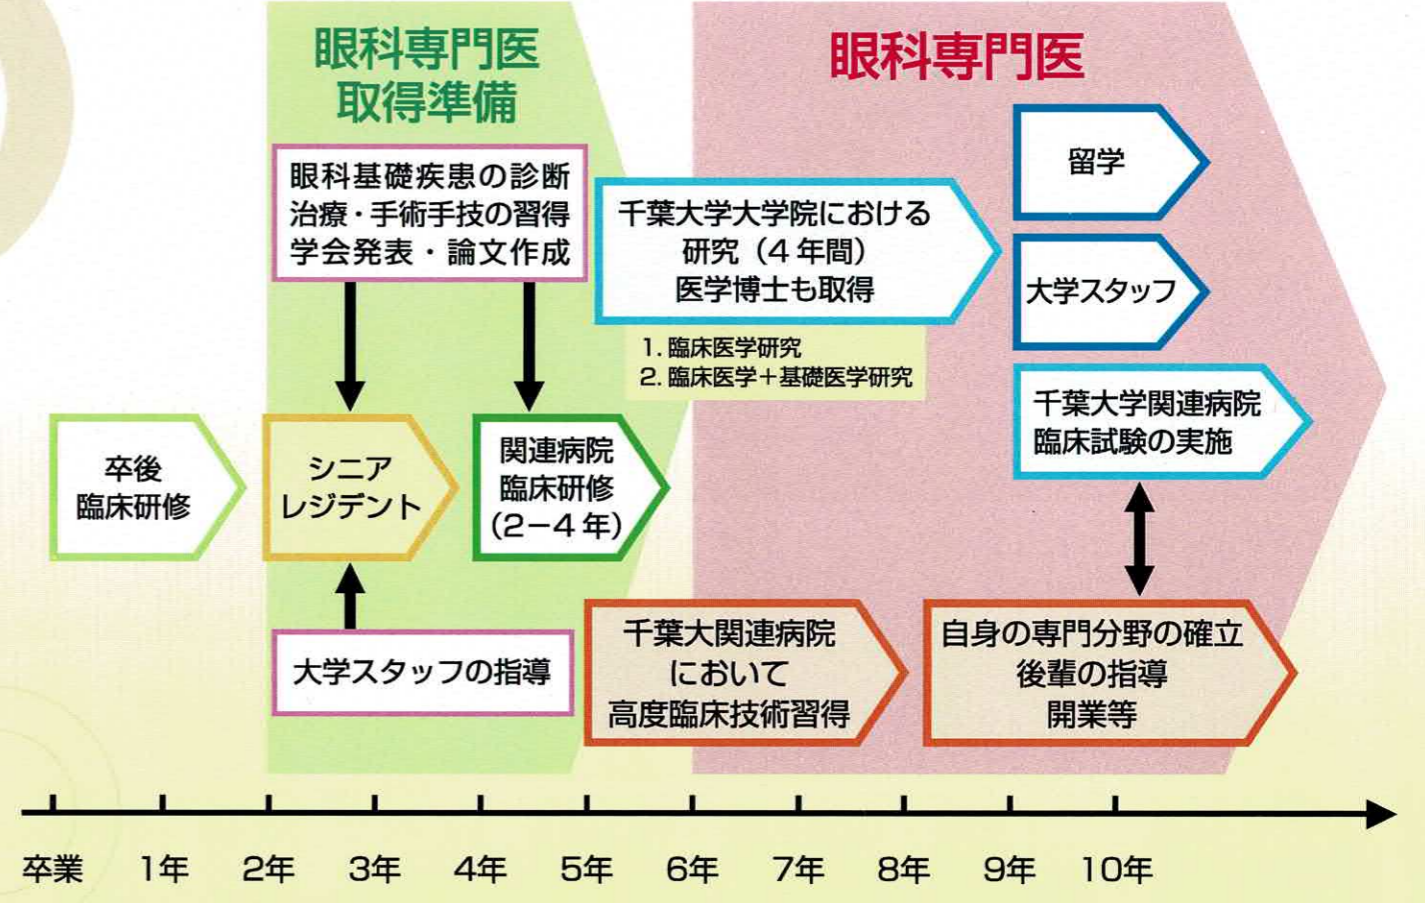 眼科専門医
取得準備
眼科専門医
眼科基礎疾患の診断
治療・手術手技の習得
学会発表・論文作成
千葉大学大学院における
研究（4年間）
医学博士も取得
1. 臨床医学研究
2. 臨床医学＋基礎医学研究
留学
大学スタッフ
千葉大学関連病院
臨床試験の実施
卒後
臨床研修
シニア
レジデント
関連病院
臨床研修
（2－4年）
大学スタッフの指導
千葉大関連病院
において
高度臨床技術習得
自身の専門分野の確立
後輩の指導
開業等
卒業 1年 2年 3年 4年 5年 6年 7年 8年 9年 10年